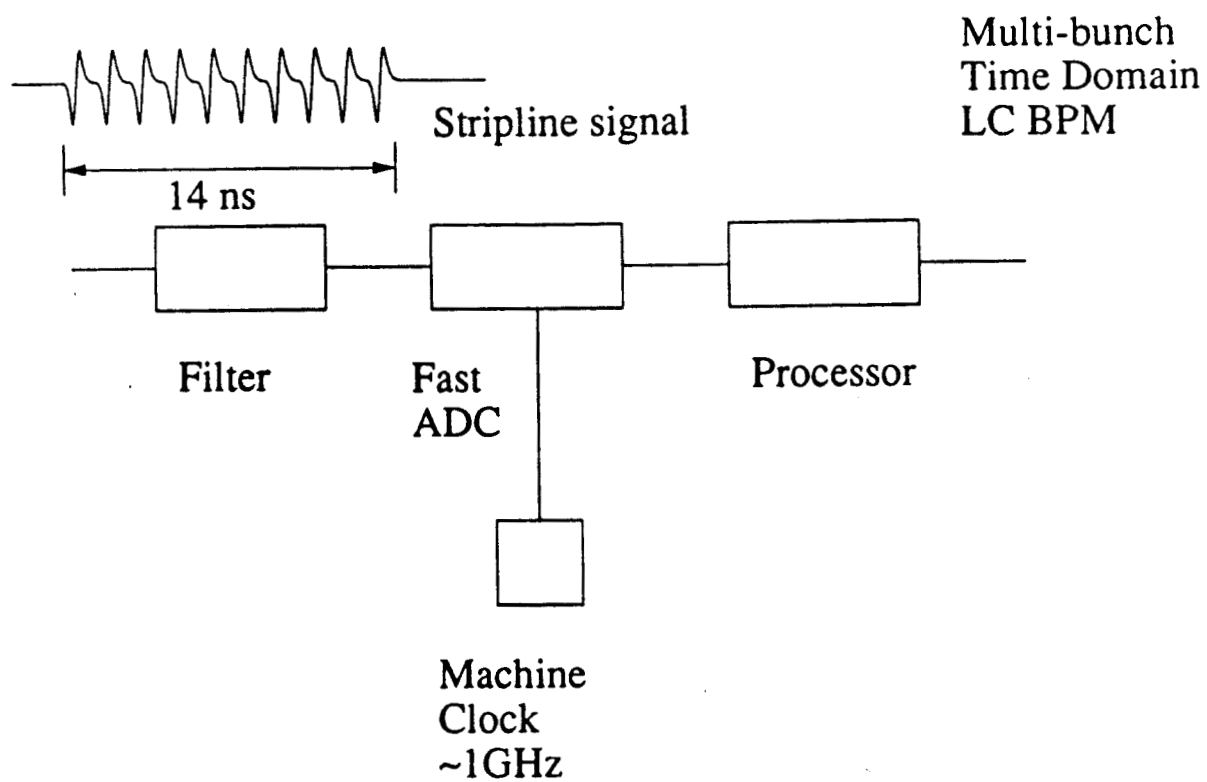 Multi-bunch
Time Domain
LC BPM
Stripline signal
14 ns
Filter
Fast
ADC
Processor
Machine
Clock
~1GHz